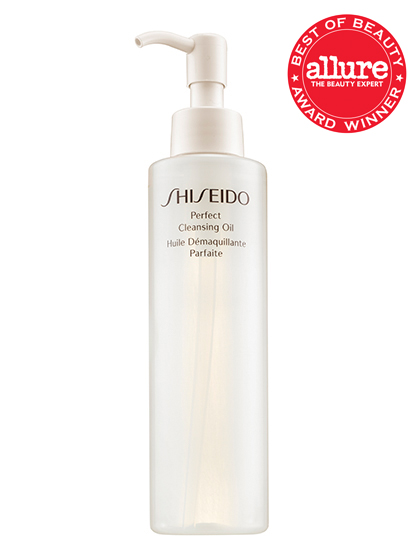 BEST OF BEAUTY
allure
THE BEAUTY EXPERT
AWARD WINNER
SHISEIDO
Perfect
Cleansing Oil
Huile Démaquillante
Parfaite